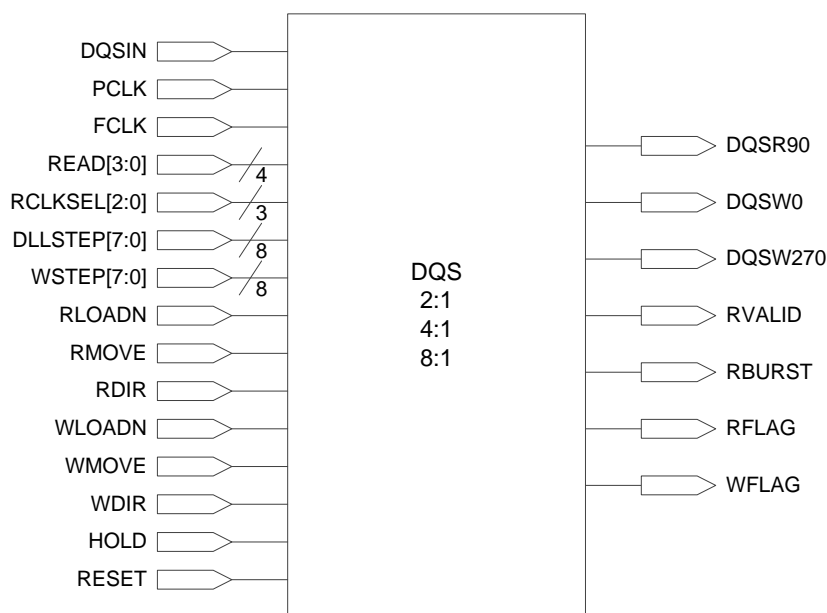 DQSIN
PCLK
FCLK
READ[3:0]
4
RCLKSEL[2:0]
3
DLLSTEP[7:0]
8
WSTEP[7:0]
8
RLOADN
RMOVE
RDIR
WLOADN
WMOVE
WDIR
HOLD
RESET
DQS
2:1
4:1
8:1
DQSR90
DQSW0
DQSW270
RVALID
RBURST
RFLAG
WFLAG